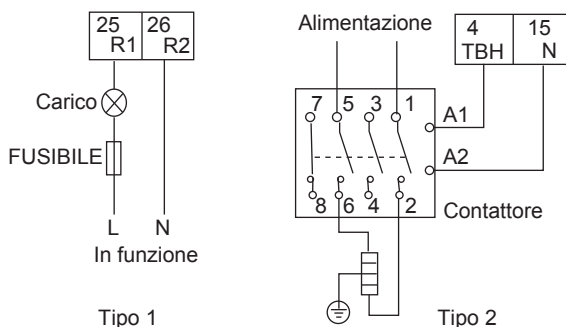 25 26
R1 R2
Carico
FUSIBILE
L N
In funzione
Tipo 1
Alimentazione
4 15
TBH N
7 5 3 1
A1
A2
8 6 4 2
Contattore
Tipo 2